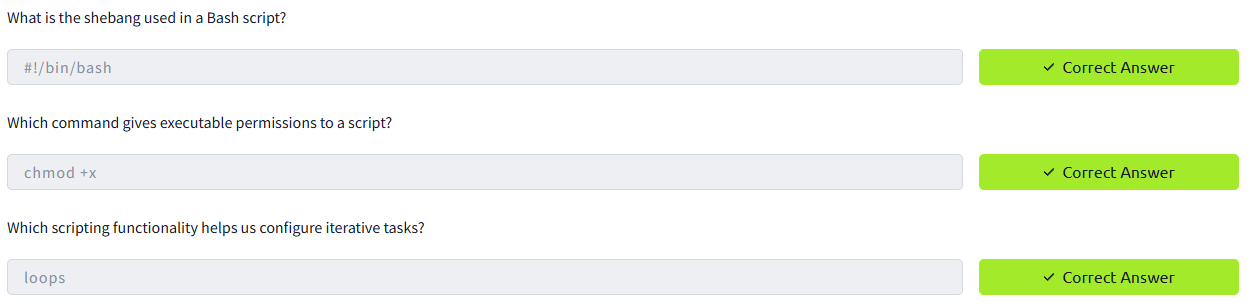 What is the shebang used in a Bash script?
#!/bin/bash ✓ Correct Answer
Which command gives executable permissions to a script?
chmod +x ✓ Correct Answer
Which scripting functionality helps us configure iterative tasks?
loops ✓ Correct Answer